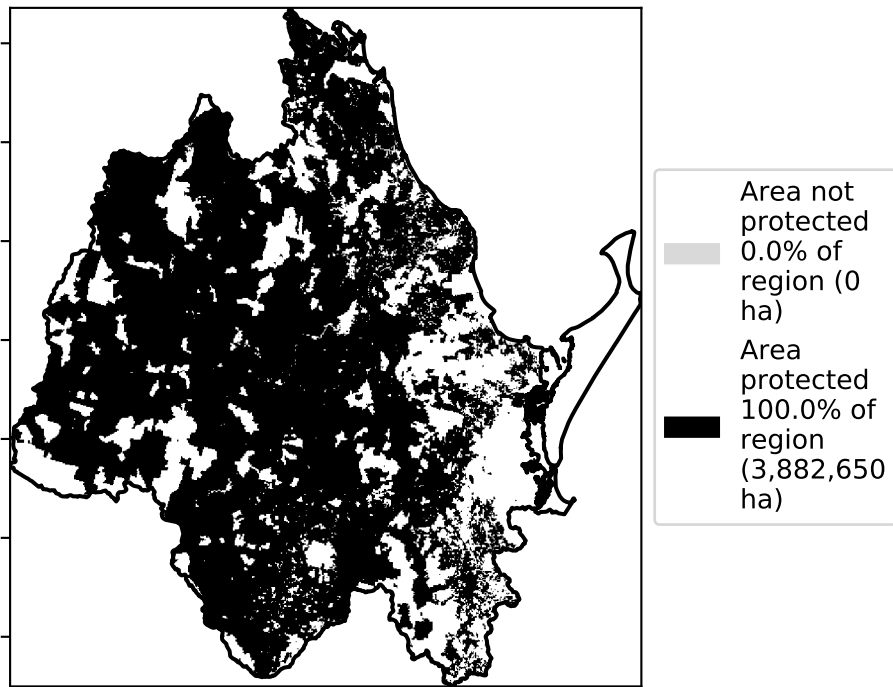 Area not
protected
0.0% of
region (0
ha)
Area
protected
100.0% of
region
(3,882,650
ha)